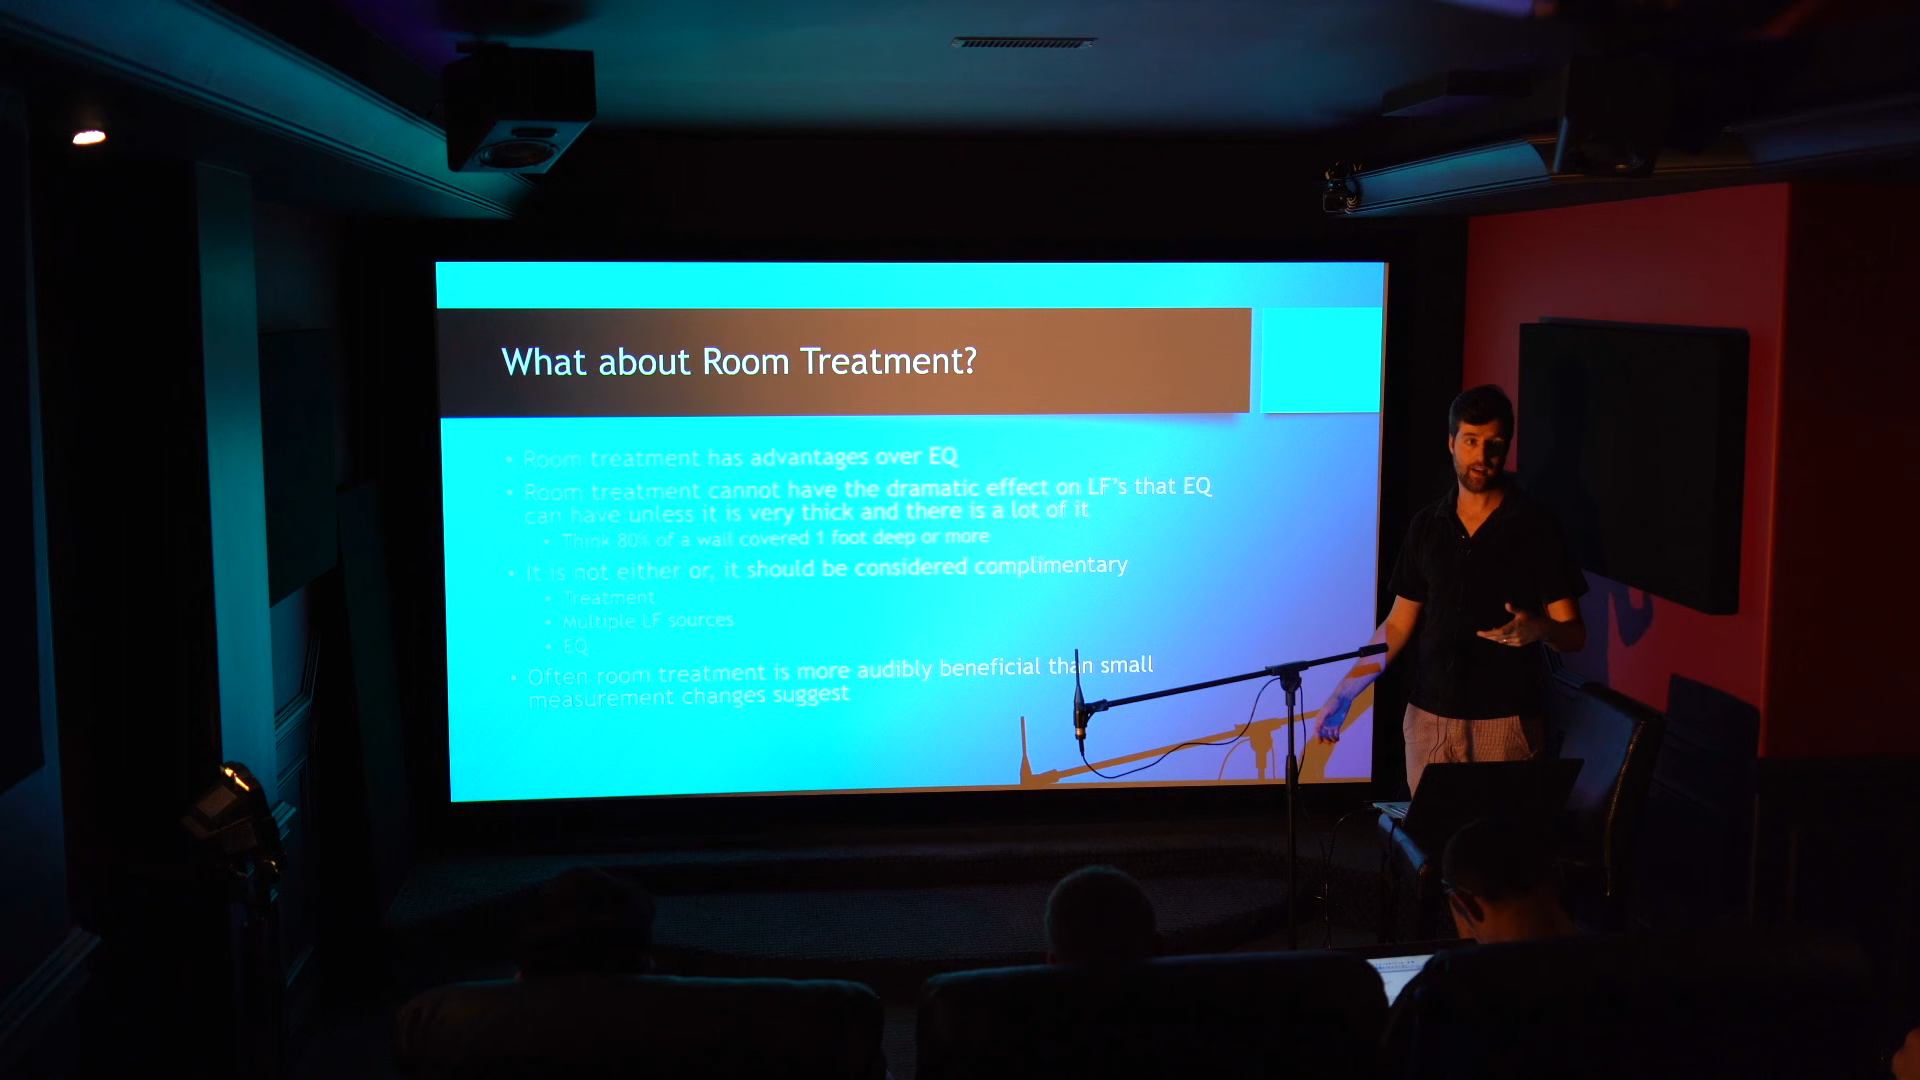 What about Room Treatment?
• Room treatment has advantages over EQ
• Room treatment cannot have the dramatic effect on LF's that EQ
can have unless it is very thick and there is a lot of it
• Think 80% of a wall covered 1 foot deep or more
• It is not either or, it should be considered complimentary
• Treatment
• Multiple LF sources
• EQ
• Often room treatment is more audibly beneficial than small
measurement changes suggest